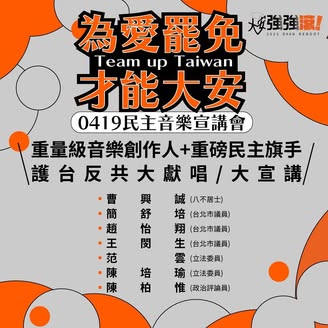 大安強強滾!
2025 DAAN REBOOT
為愛罷免
Team up Taiwan
才能大安
0419民主音樂宣講會
重量級音樂創作人+重磅民主旗手
護台反共大獻唱/大宣講
• 曹興誠(八不居士)
• 簡舒培(台北市議員)
• 趙怡翔(台北市議員)
• 王閔生(台北市議員)
• 范雲(立法委員)
• 陳培瑜(立法委員)
• 陳柏惟(政治評論員)